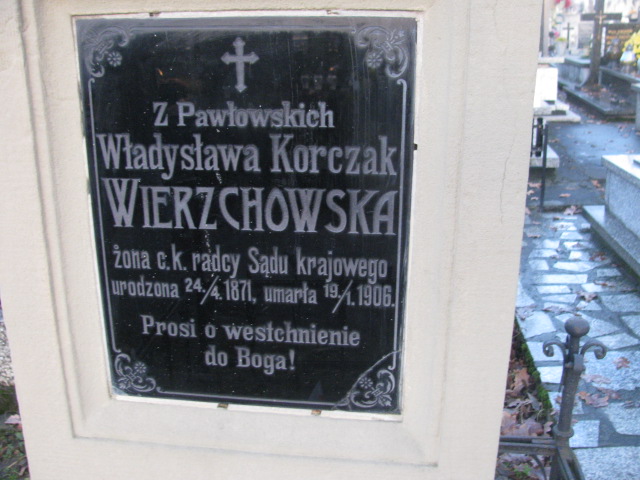 Z Pawłowskich
Władysława Korczak
WIERZCHOWSKA
żona c.k. radcy Sądu krajowego
urodzona 24/4. 1871, umarła 19/1. 1906.
Prosi o westchnienie
do Boga!